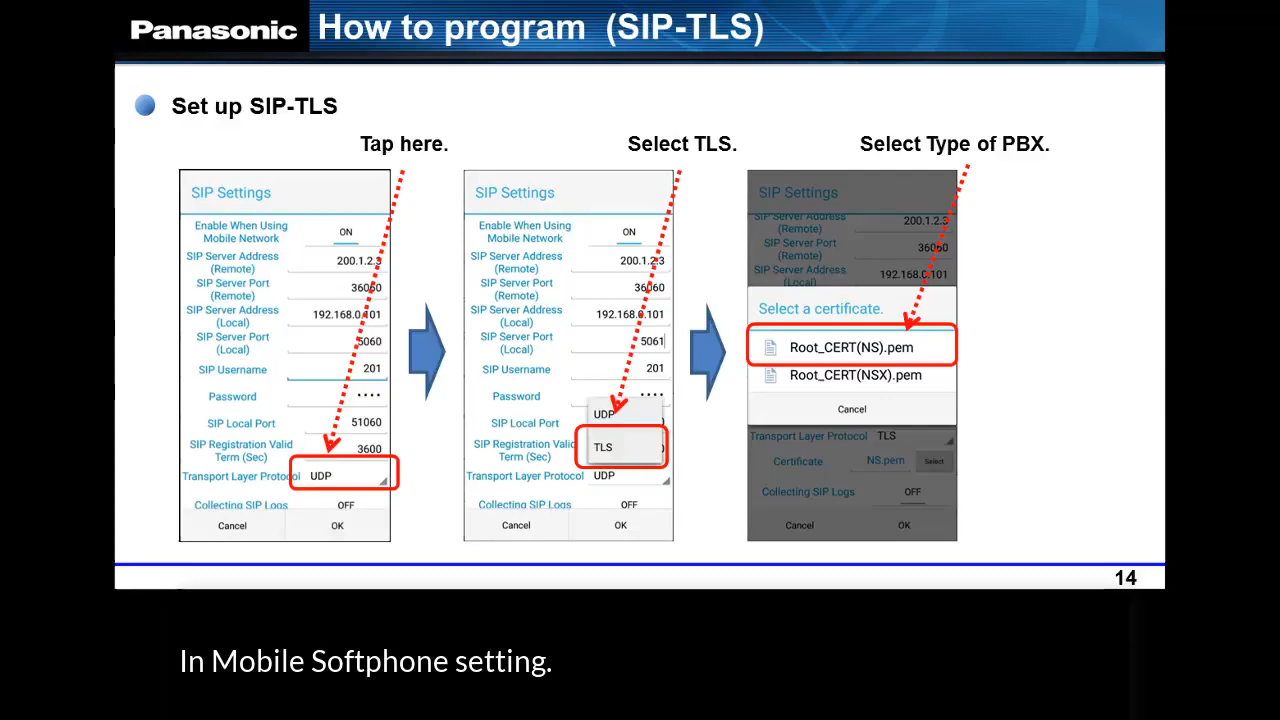 Panasonic
How to program (SIP-TLS)
Set up SIP-TLS
Tap here.
Select TLS.
Select Type of PBX.
SIP Settings
Enable When Using
Mobile Network
ON
SIP Server Address
(Remote)
200.1.2.3
SIP Server Port
(Remote)
36060
SIP Server Address
(Local)
192.168.0.101
SIP Server Port
(Local)
5060
SIP Username
201
Password
••••
SIP Local Port
51060
SIP Registration Valid
Term (Sec)
3600
Transport Layer Protocol
UDP
Collecting SIP Logs
OFF
Cancel
OK
SIP Settings
Enable When Using
Mobile Network
ON
SIP Server Address
(Remote)
200.1.2.3
SIP Server Port
(Remote)
36060
SIP Server Address
(Local)
192.168.0.101
SIP Server Port
(Local)
5061
SIP Username
201
Password
••••
SIP Local Port
UDP
SIP Registration Valid
Term (Sec)
TLS
Transport Layer Protocol
UDP
Collecting SIP Logs
OFF
Cancel
OK
SIP Settings
SIP Server Address
(Remote)
200.1.2.3
SIP Server Port
(Remote)
36060
SIP Server Address
(Local)
192.168.0.101
Select a certificate.
Root_CERT(NS).pem
Root_CERT(NSX).pem
Cancel
Transport Layer Protocol
TLS
Certificate
NS.pem
Select
Collecting SIP Logs
OFF
Cancel
OK
14
In Mobile Softphone setting.